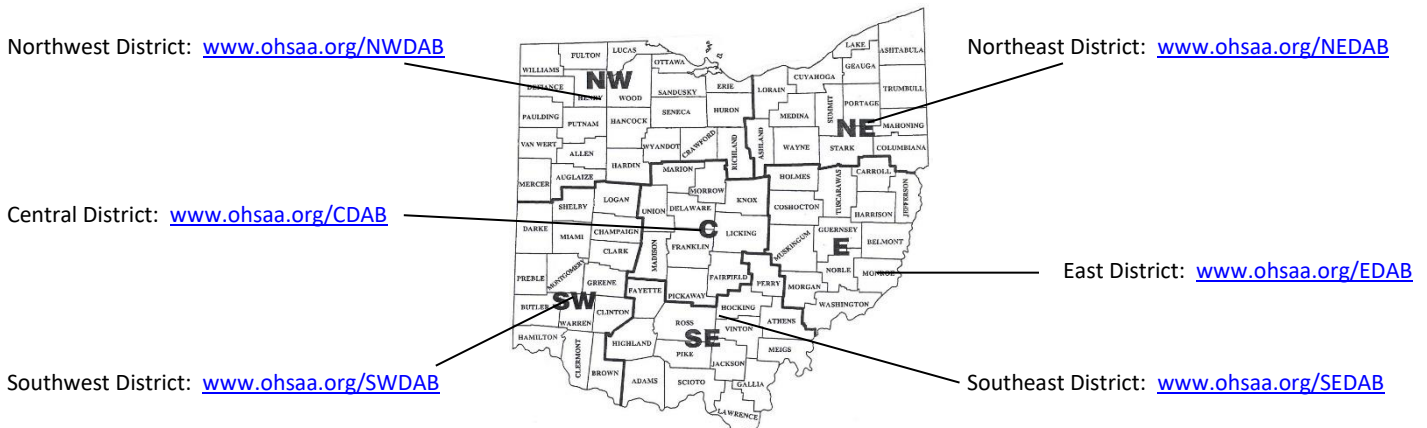 Northwest District: www.ohsaa.org/NWDAB
Northeast District: www.ohsaa.org/NEDAB
Central District: www.ohsaa.org/CDAB
East District: www.ohsaa.org/EDAB
Southwest District: www.ohsaa.org/SWDAB
Southeast District: www.ohsaa.org/SEDAB
NW
NE
C
E
SW
SE
WILLIAMS
FULTON
LUCAS
OTTAWA
DEFIANCE
HENRY
WOOD
SANDUSKY
ERIE
LORAIN
CUYAHOGA
LAKE
GEAUGA
ASHTABULA
TRUMBULL
PAULDING
PUTNAM
HANCOCK
SENECA
HURON
MEDINA
SUMMIT
PORTAGE
MAHONING
VAN WERT
ALLEN
WYANDOT
CRAWFORD
RICHLAND
ASHLAND
WAYNE
STARK
COLUMBIANA
MERCER
AUGLAIZE
HARDIN
MARION
MORROW
KNOX
HOLMES
TUSCARAWAS
CARROLL
JEFFERSON
SHELBY
LOGAN
UNION
DELAWARE
COSHOCTON
HARRISON
DARKE
MIAMI
CHAMPAIGN
CLARK
MADISON
FRANKLIN
LICKING
MUSKINGUM
GUERNSEY
BELMONT
PREBLE
MONTGOMERY
GREENE
FAYETTE
PICKAWAY
FAIRFIELD
PERRY
MORGAN
NOBLE
MONROE
WASHINGTON
BUTLER
WARREN
CLINTON
ROSS
HOCKING
VINTON
ATHENS
HAMILTON
CLERMONT
BROWN
HIGHLAND
PIKE
JACKSON
MEIGS
ADAMS
SCIOTO
GALLIA
LAWRENCE